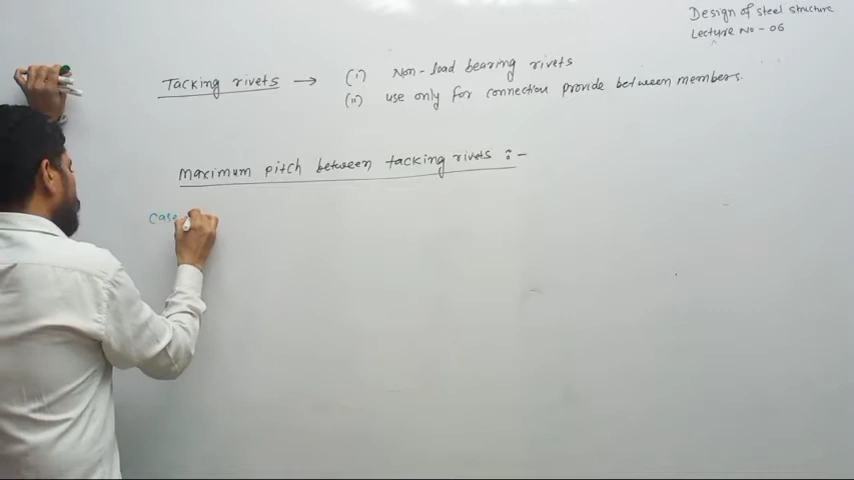 Design of steel structure
Lecture No - 06
Tacking rivets → (i) Non-load bearing rivets
(ii) use only for connection provide between members.
Maximum pitch between tacking rivets :-
Case